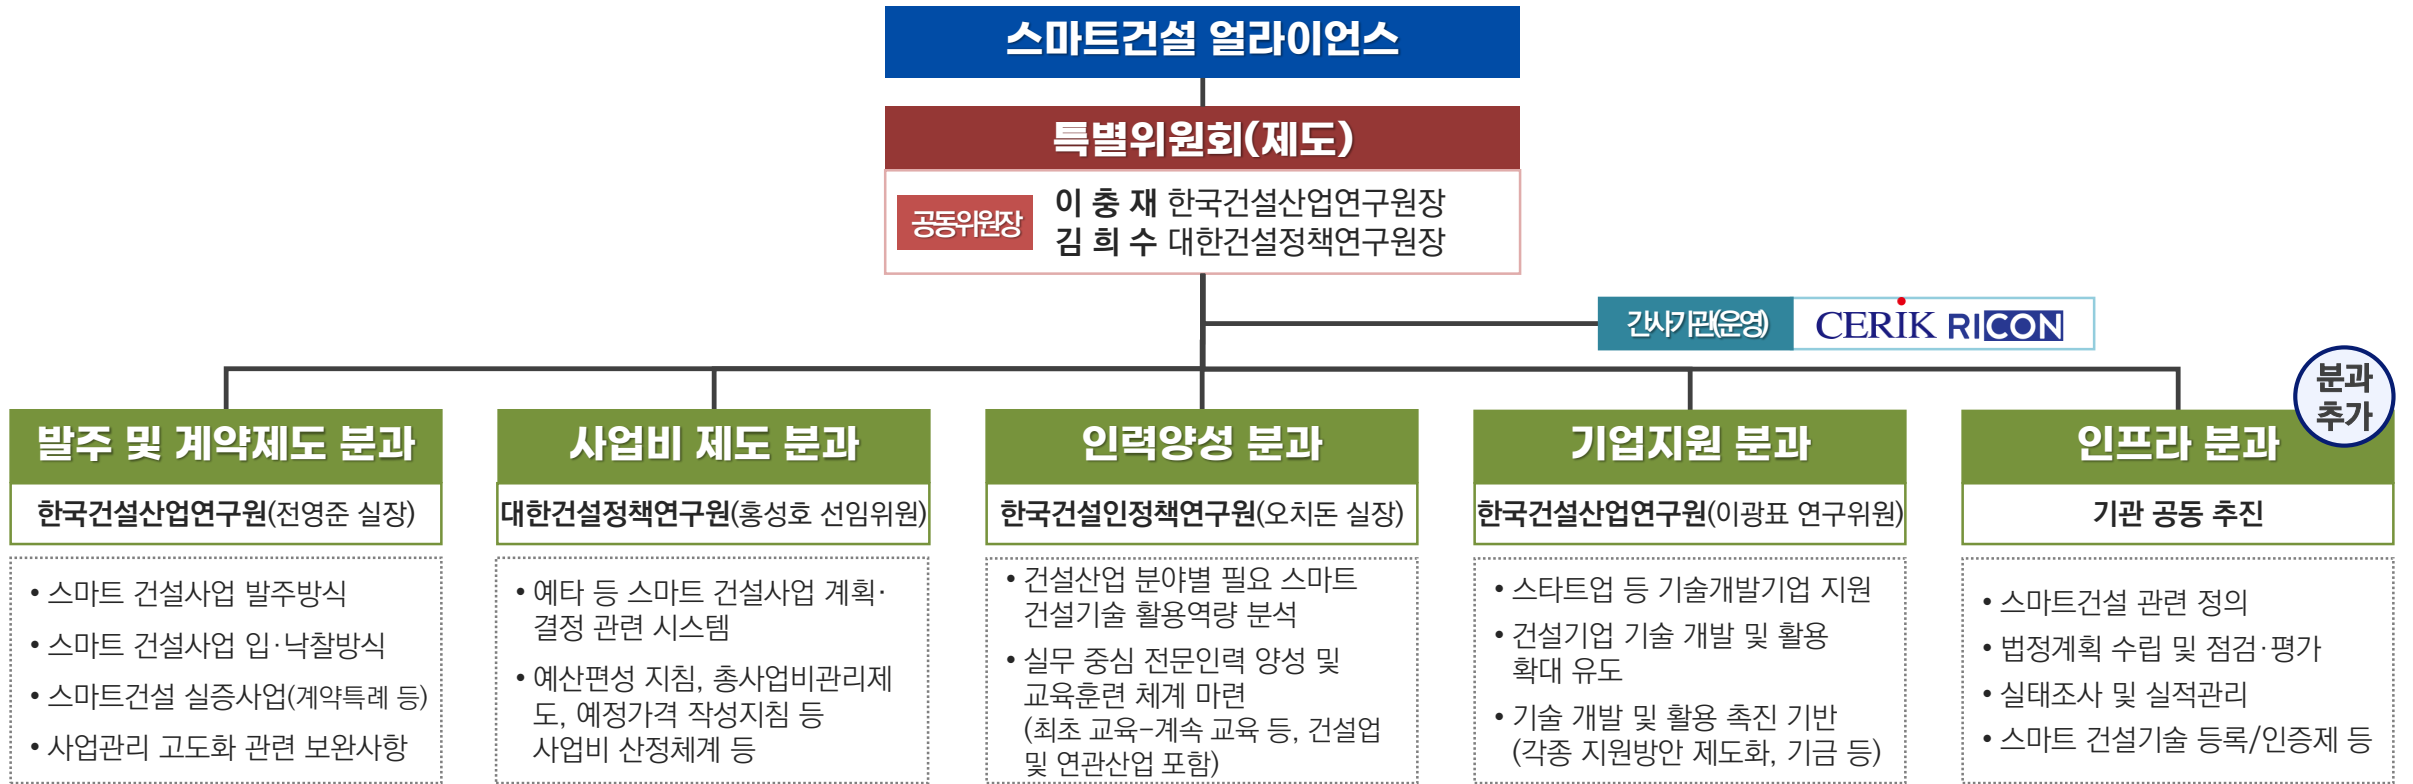 스마트건설 얼라이언스
특별위원회(제도)
공동위원장
이 충 재 한국건설산업연구원장
김 희 수 대한건설정책연구원장
간사기관(운영)
CERIK RICON
분과
추가
발주 및 계약제도 분과
한국건설산업연구원(전영준 실장)
• 스마트 건설사업 발주방식
• 스마트 건설사업 입·낙찰방식
• 스마트건설 실증사업(계약특례 등)
• 사업관리 고도화 관련 보완사항
사업비 제도 분과
대한건설정책연구원(홍성호 선임위원)
• 예타 등 스마트 건설사업 계획·
결정 관련 시스템
• 예산편성 지침, 총사업비관리제
도, 예정가격 작성지침 등
사업비 산정체계 등
인력양성 분과
한국건설인정책연구원(오치돈 실장)
• 건설산업 분야별 필요 스마트
건설기술 활용역량 분석
• 실무 중심 전문인력 양성 및
교육훈련 체계 마련
(최초 교육-계속 교육 등, 건설업
및 연관산업 포함)
기업지원 분과
한국건설산업연구원(이광표 연구위원)
• 스타트업 등 기술개발기업 지원
• 건설기업 기술 개발 및 활용
확대 유도
• 기술 개발 및 활용 촉진 기반
(각종 지원방안 제도화, 기금 등)
인프라 분과
기관 공동 추진
• 스마트건설 관련 정의
• 법정계획 수립 및 점검·평가
• 실태조사 및 실적관리
• 스마트 건설기술 등록/인증제 등